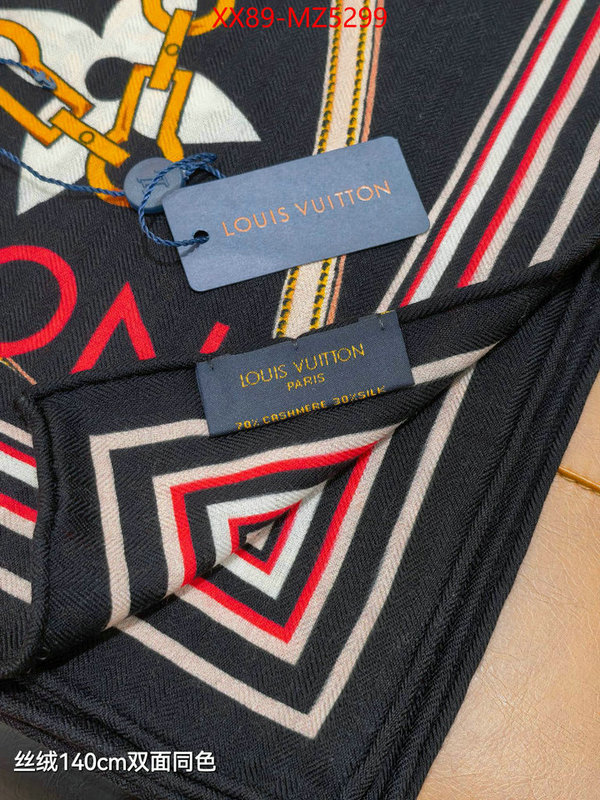 XX89-MZ5299
LOUIS VUITTON
LOUIS VUITTON
PARIS
70% CASHMERE 30%SILK
丝绒140cm双面同色